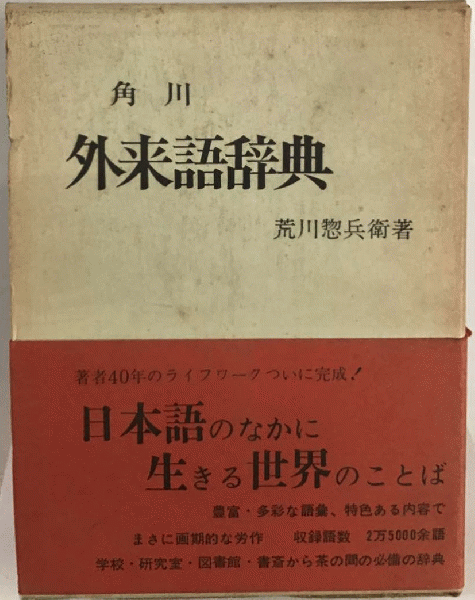 角川
外来語辞典
荒川惣兵衛著
著者40年のライフワークついに完成!
日本語のなかに
生きる世界のことば
豊富・多彩な語彙、特色ある内容で
まさに画期的な労作 収録語数 2万5000余語
学校・研究室・図書館・書斎から茶の間の必備の辞典